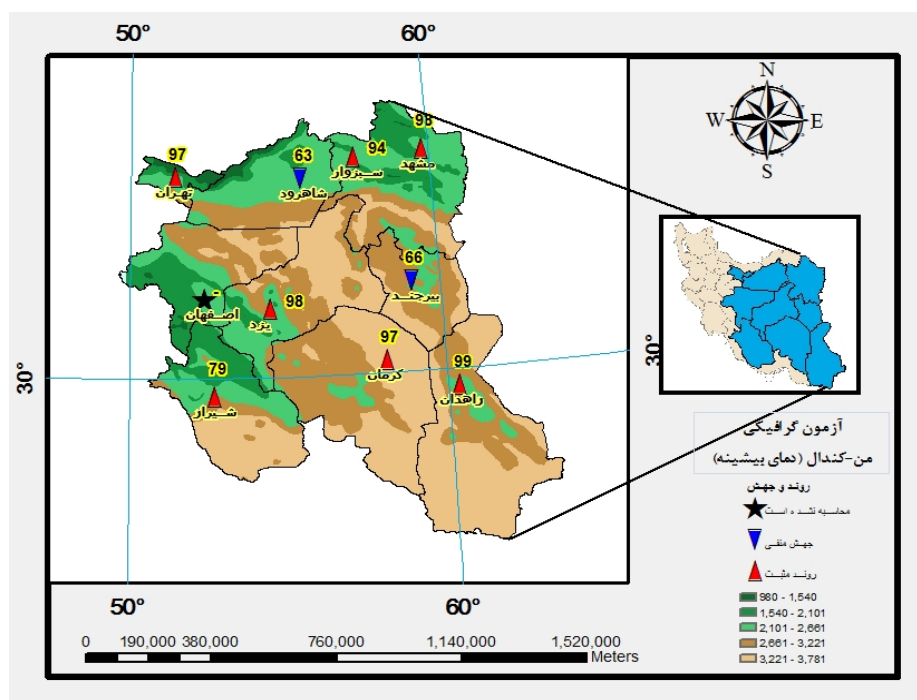 50° 60°
N
W E
S
98
94
مشهد
سبزوار
63
شاهرود
97
تهران
66
بیرجند
-
اصفهان
98
یزد
97
کرمان
99
زاهدان
79
شیراز
30°
30°
50° 60°
آزمون گرافیکی
من-کندال (دمای بیشینه)
روند و جهش
محاسبه نشده است
جهش منفی
روند مثبت
980 - 1,540
1,540 - 2,101
2,101 - 2,661
2,661 - 3,221
3,221 - 3,781
0 190,000 380,000 760,000 1,140,000 1,520,000
Meters